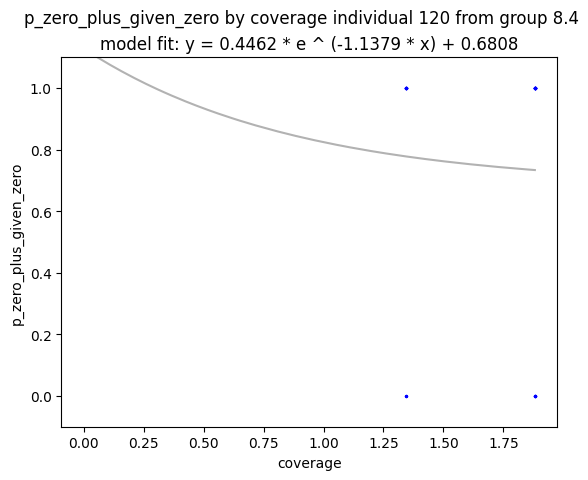 p_zero_plus_given_zero by coverage individual 120 from group 8.4
model fit: y = 0.4462 * e ^ (-1.1379 * x) + 0.6808
p_zero_plus_given_zero
1.0
0.8
0.6
0.4
0.2
0.0
0.00 0.25 0.50 0.75 1.00 1.25 1.50 1.75
coverage